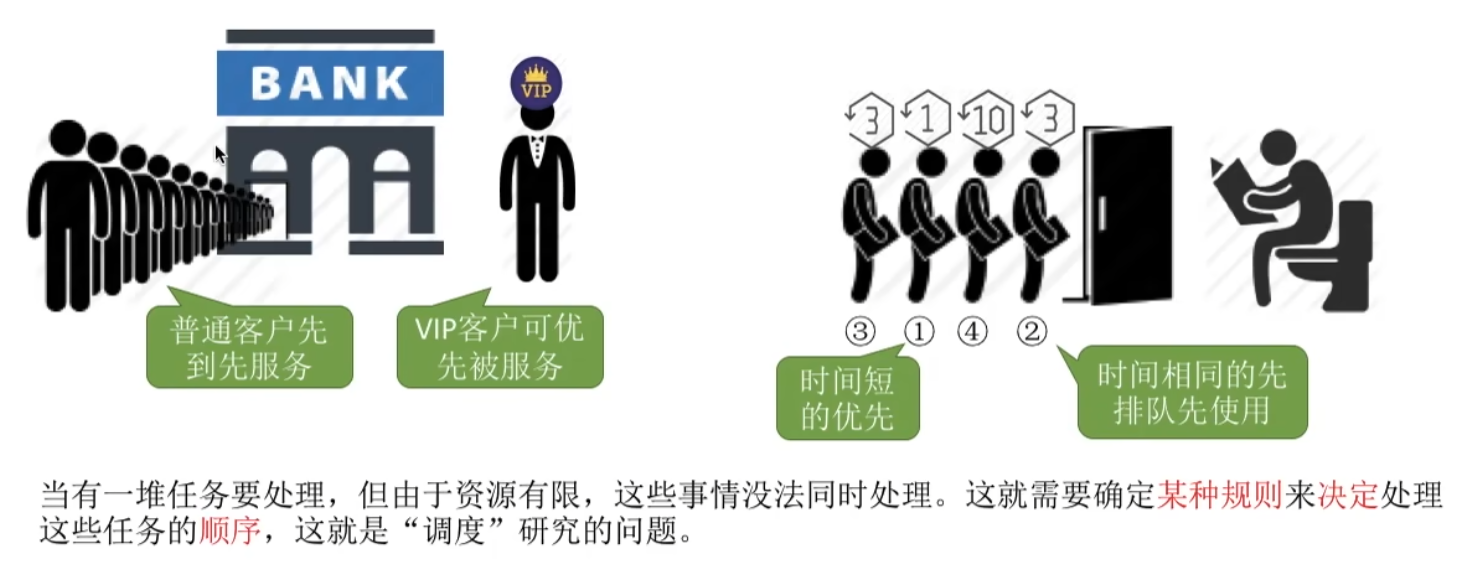 BANK
VIP
普通客户先
到先服务
VIP客户可优
先被服务
3 1 10 3
③ ① ④ ②
时间短
的优先
时间相同的先
排队先使用
当有一堆任务要处理，但由于资源有限，这些事情没法同时处理。这就需要确定某种规则来决定处理
这些任务的顺序，这就是“调度”研究的问题。